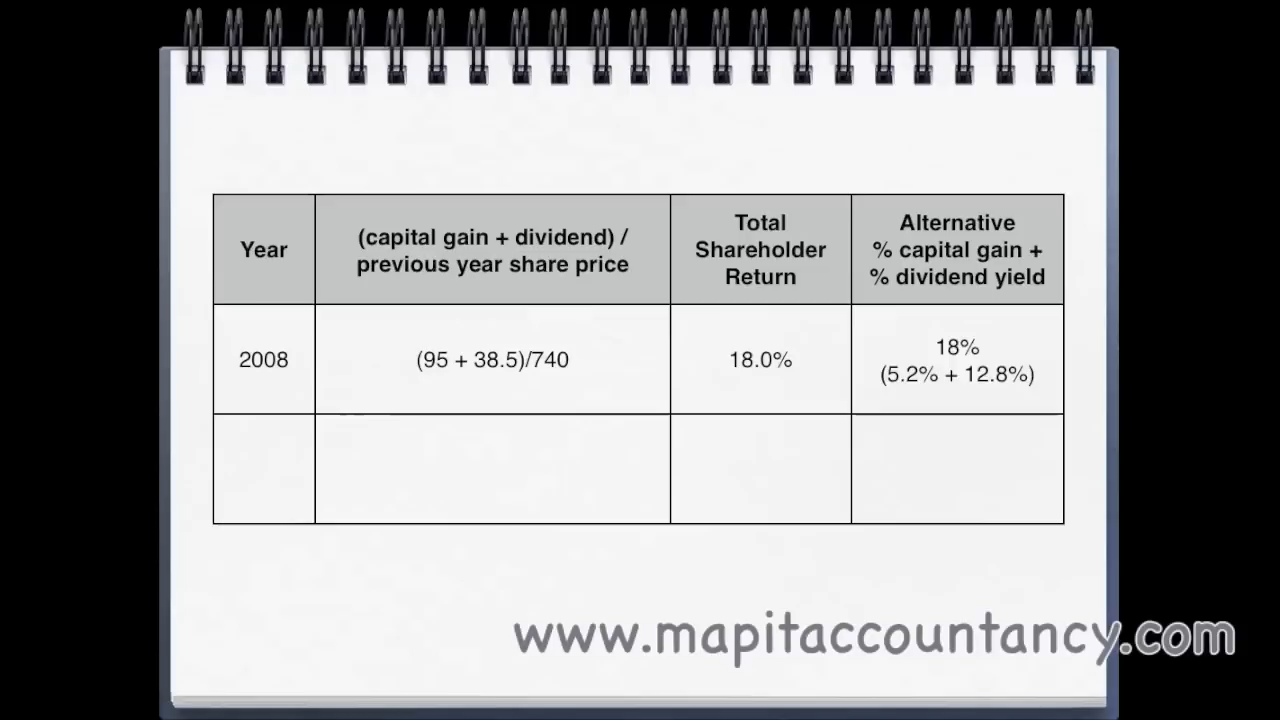 Year
(capital gain + dividend) /
previous year share price
Total
Shareholder
Return
Alternative
% capital gain +
% dividend yield
2008
(95 + 38.5)/740
18.0%
18%
(5.2% + 12.8%)
www.mapitaccountancy.com